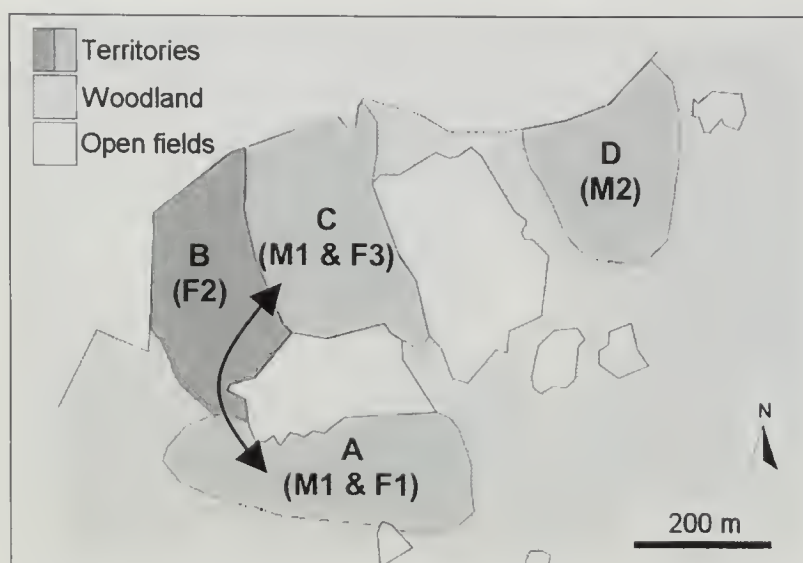 Territories
Woodland
Open fields
D
(M2)
C
(M1 & F3)
B
(F2)
A
(M1 & F1)
N
200 m